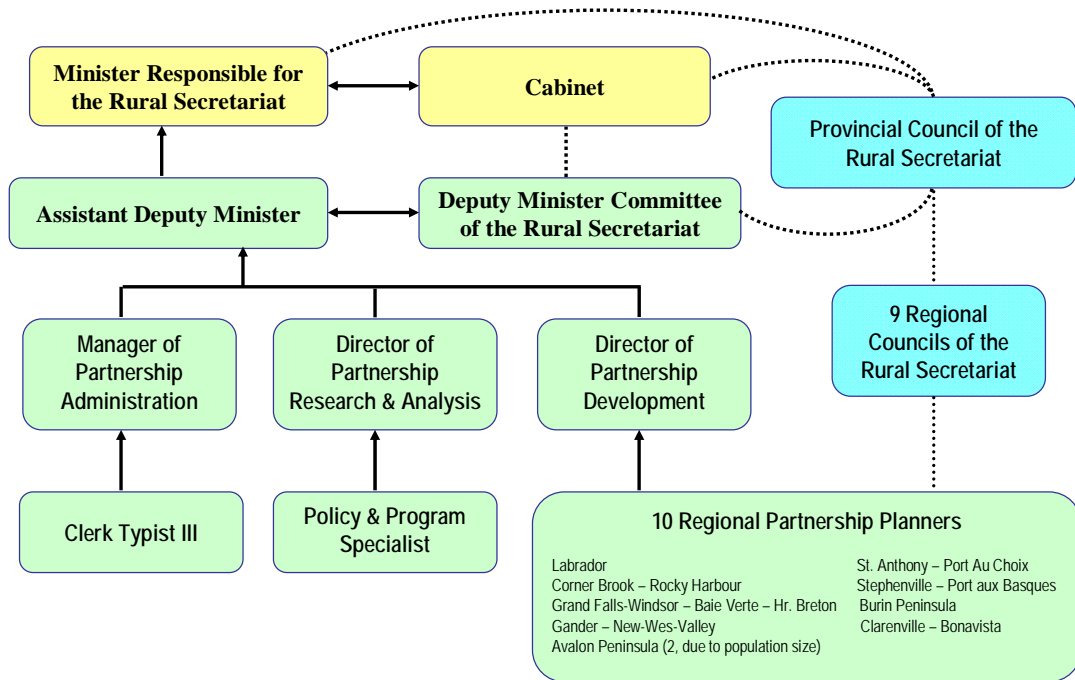 Minister Responsible for
the Rural Secretariat
Cabinet
Provincial Council of the
Rural Secretariat
Assistant Deputy Minister
Deputy Minister Committee
of the Rural Secretariat
9 Regional
Councils of the
Rural Secretariat
Manager of
Partnership
Administration
Director of
Partnership
Research & Analysis
Director of
Partnership
Development
Clerk Typist III
Policy & Program
Specialist
10 Regional Partnership Planners
Labrador
Corner Brook – Rocky Harbour
Grand Falls-Windsor – Baie Verte – Hr. Breton
Gander – New-Wes-Valley
Avalon Peninsula (2, due to population size)
St. Anthony – Port Au Choix
Stephenville – Port aux Basques
Burin Peninsula
Clarenville – Bonavista